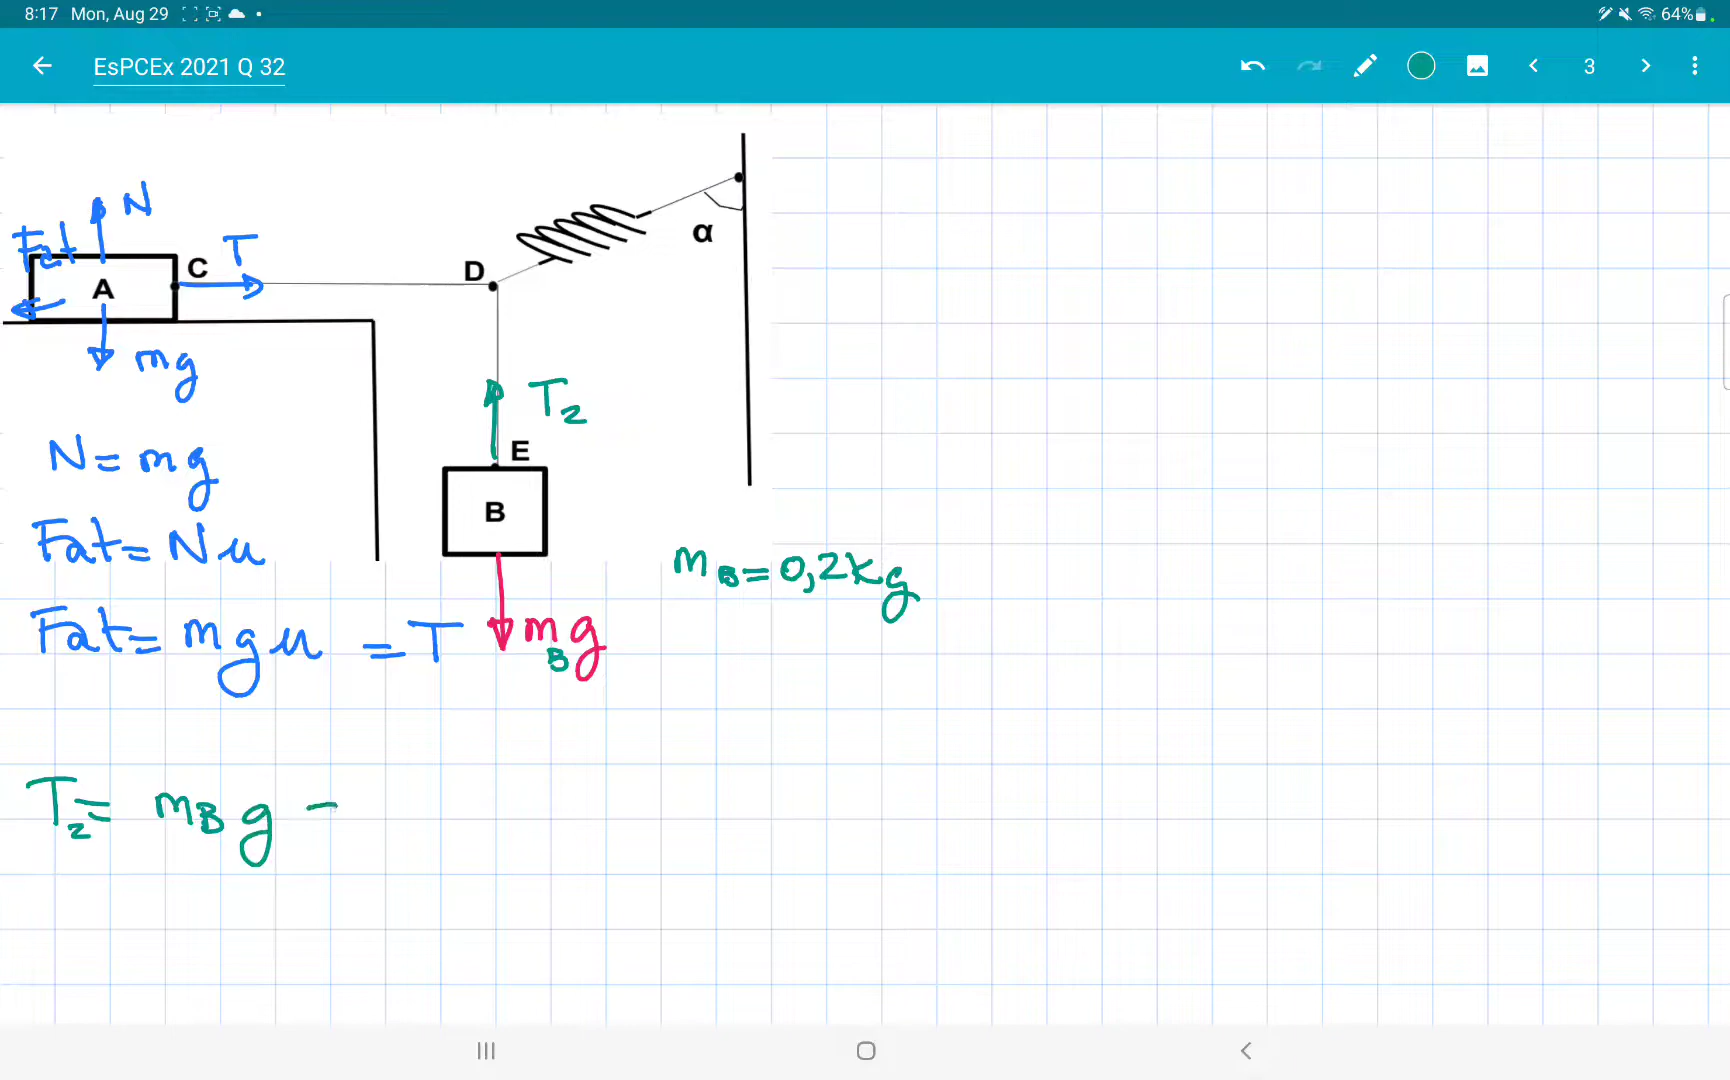 8:17 Mon, Aug 29
64%
EsPCEx 2021 Q 32
3
N
Fat
T
C
D
A
α
mg
T2
E
B
N = mg
Fat = Nu
mB = 0,2kg
Fat = mgu = T
mBg
T2 = mBg -